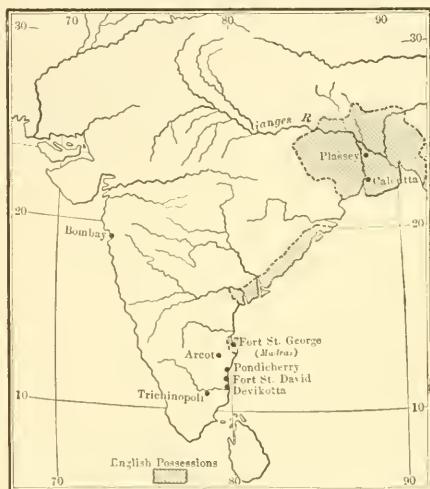 70
80
90
30
30
Ganges R
Plassey
Calcutta
20
20
Bombay
Fort St. George
(Madras)
Arcot
Pondicherry
Fort St. David
Devikotta
Trichinopoli
10
10
English Possessions
70
80
90